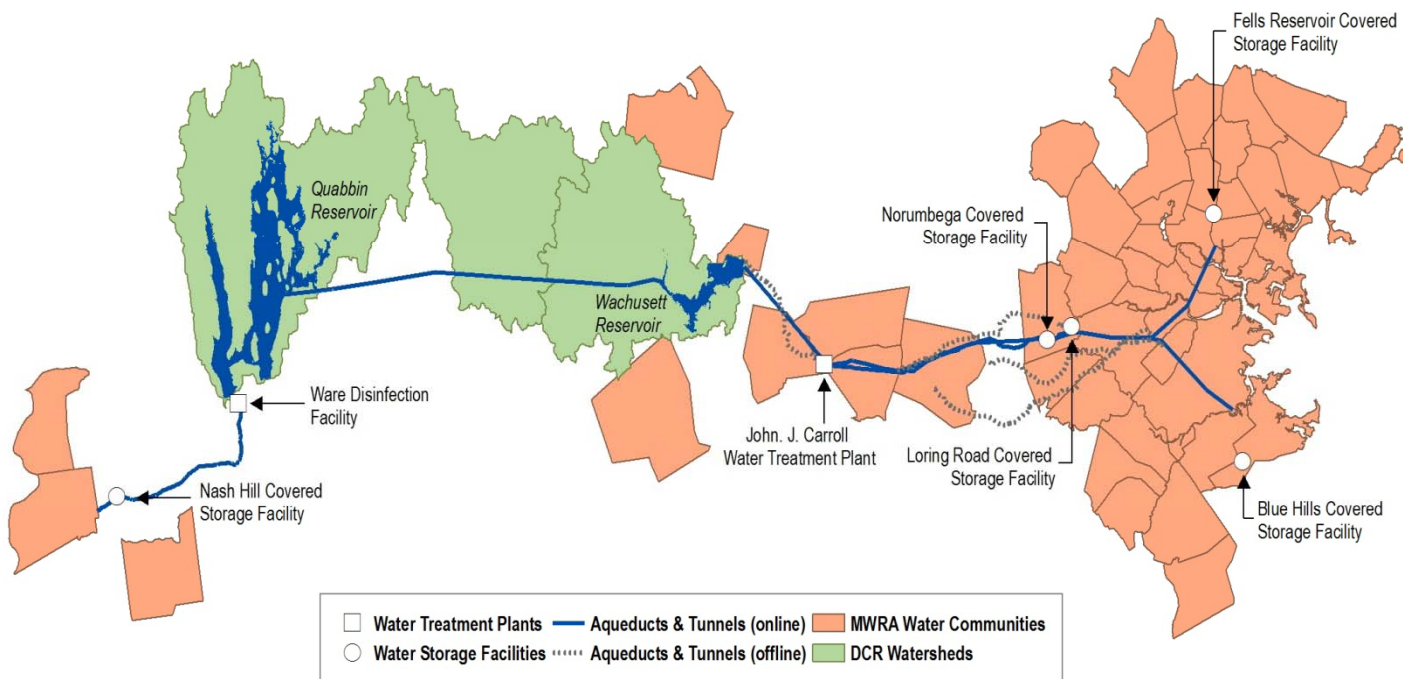 Fells Reservoir Covered
Storage Facility
Quabbin
Reservoir
Norumbega Covered
Storage Facility
Wachusett
Reservoir
Ware Disinfection
Facility
John. J. Carroll
Water Treatment Plant
Loring Road Covered
Storage Facility
Nash Hill Covered
Storage Facility
Blue Hills Covered
Storage Facility
Water Treatment Plants
Aqueducts & Tunnels (online)
MWRA Water Communities
Water Storage Facilities
Aqueducts & Tunnels (offline)
DCR Watersheds